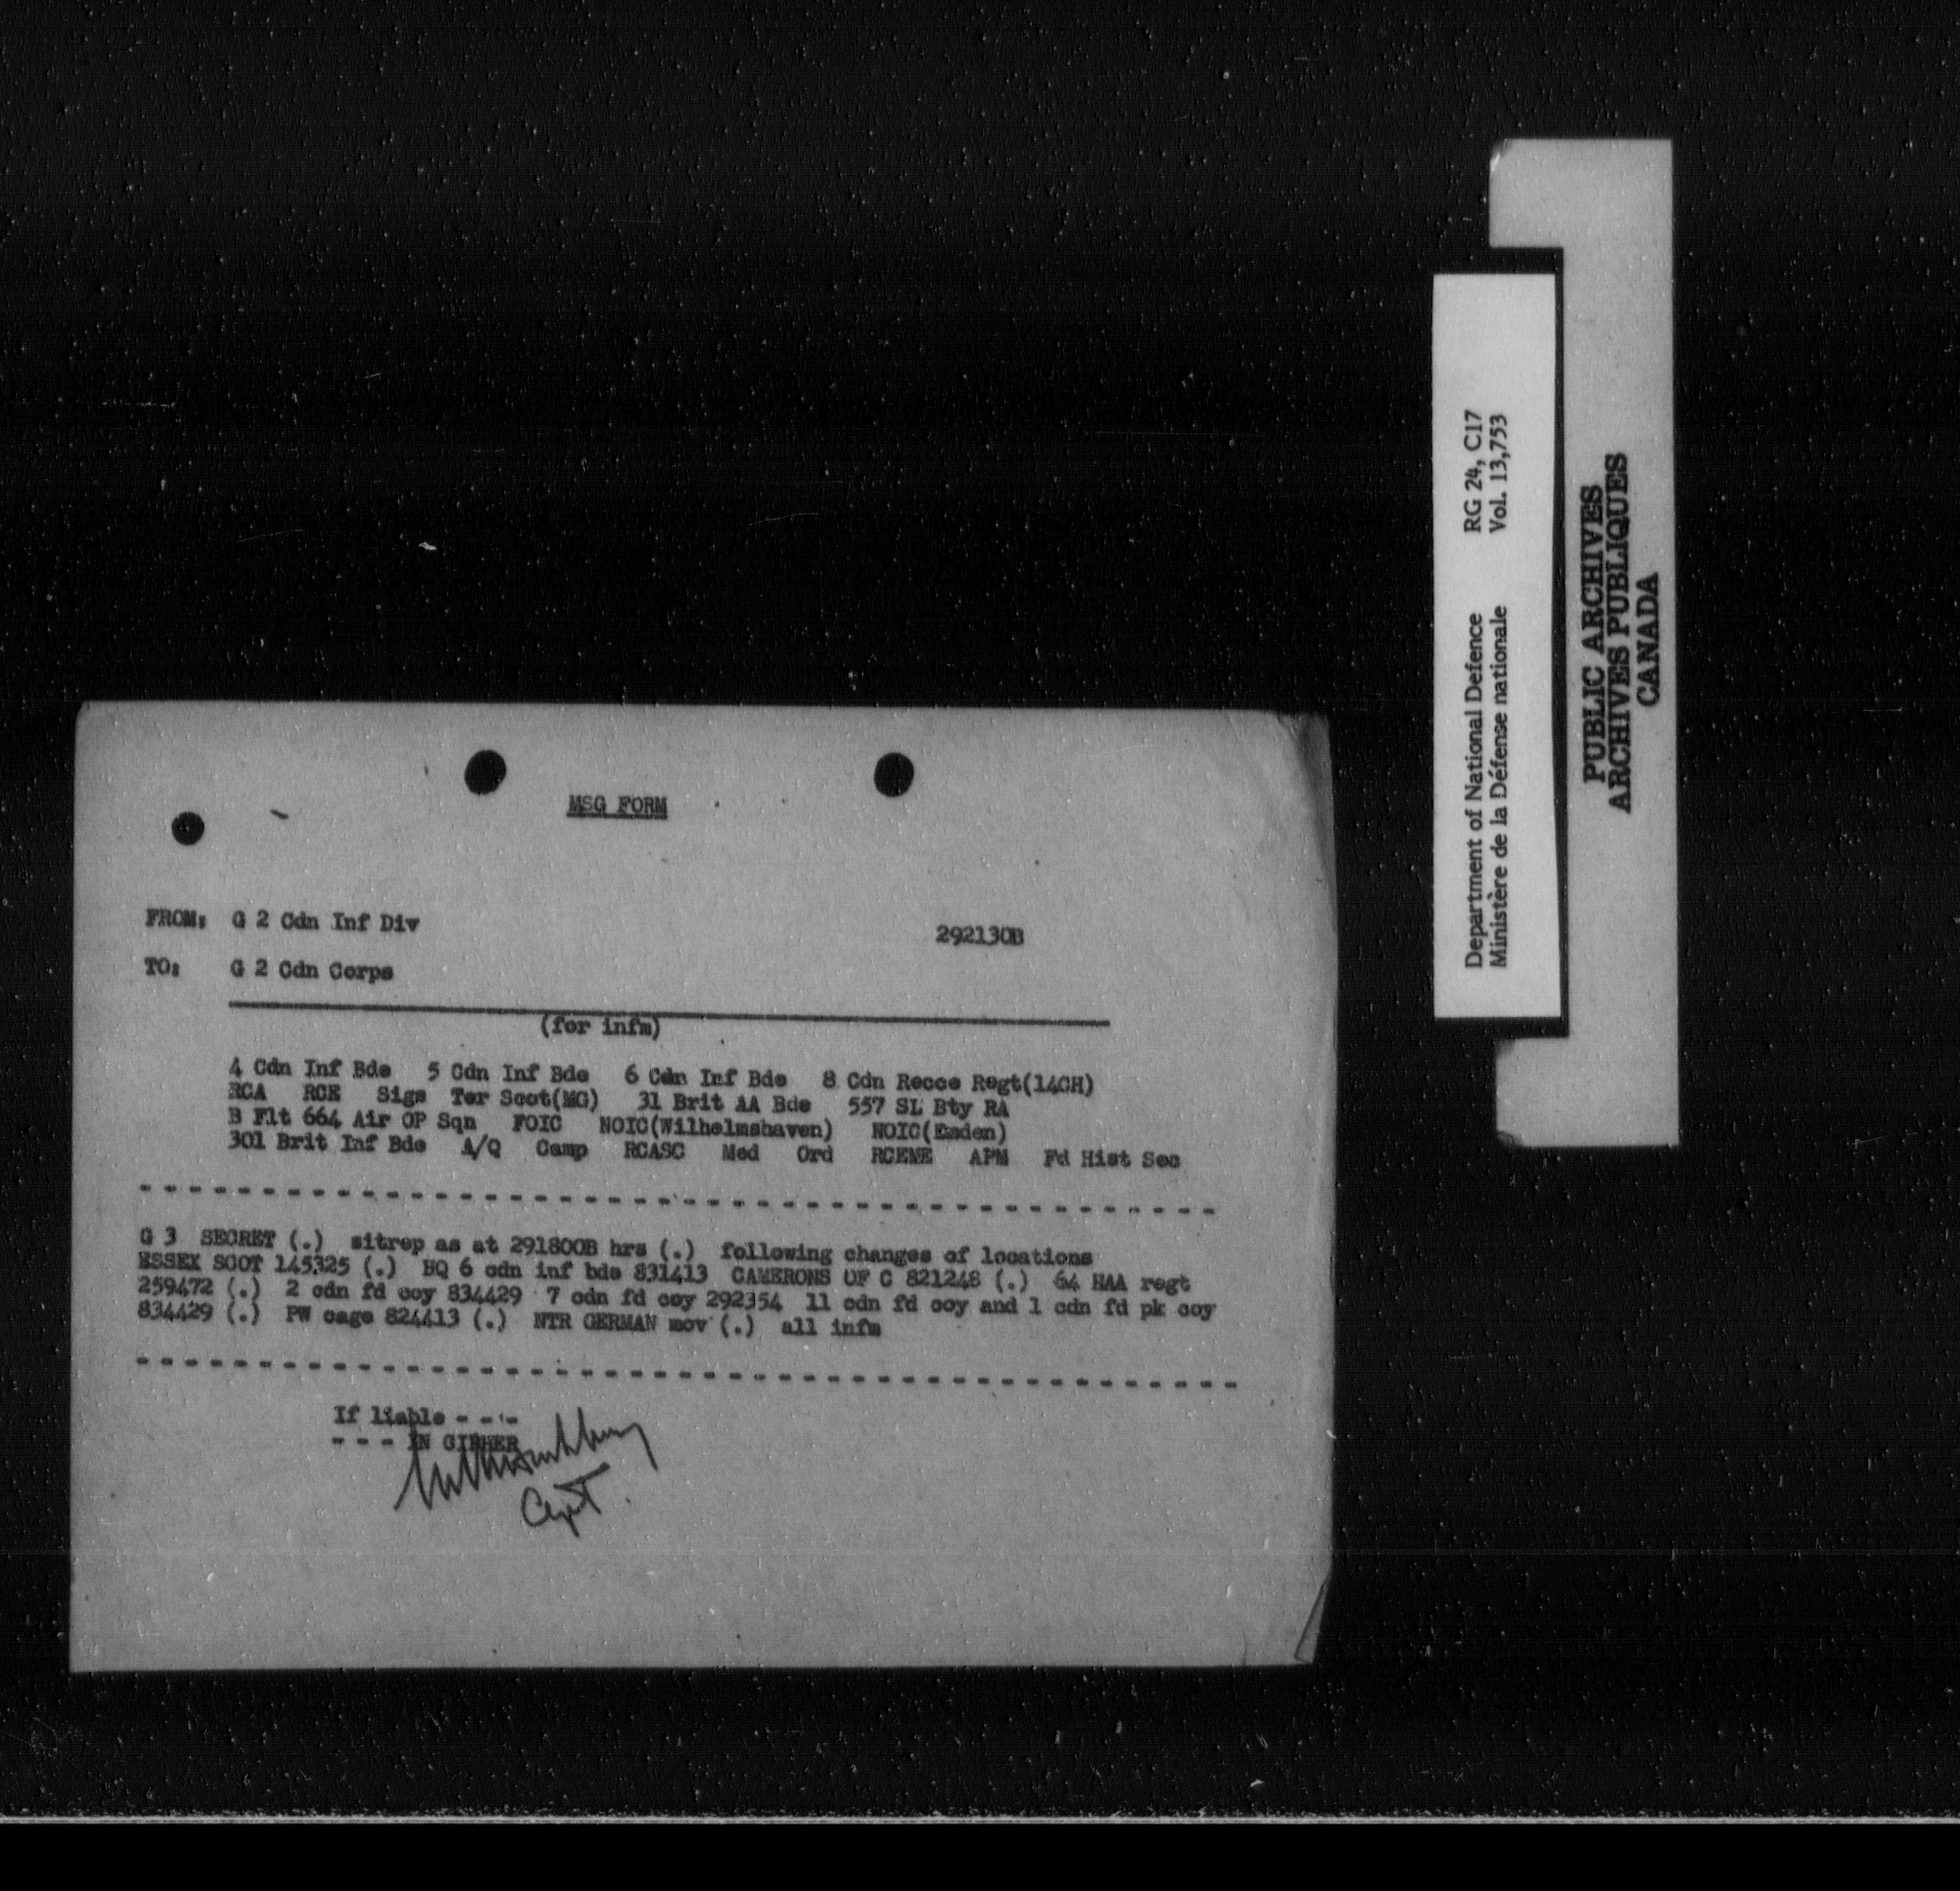 MSG FORM
FROM: G 2 Cdn Inf Div
292130B
TO: G 2 Cdn Corps
(for infm)
4 Cdn Inf Bde 5 Cdn Inf Bde 6 Cdn Inf Bde 8 Cdn Recce Regt(14CH)
RCA RCE Sigs Tor Scot(MG) 31 Brit AA Bde 557 SL Bty RA
B Flt 664 Air OP Sqn FOIC NOIC(Wilhelmshaven) NOIC(Emden)
301 Brit Inf Bde A/Q Camp RCASC Med Ord RCEME APM Fd Hist Sec
- - - - - - - - - - - - - - - - - - - - - - - - - - - - - - - - - - - - - - - - - - - -
G 3 SECRET (.) sitrep as at 291800B hrs (.) following changes of locations
ESSEX SCOT 145325 (.) HQ 6 cdn inf bde 831413 CAMERONS OF C 821248 (.) 64 HAA regt
259472 (.) 2 cdn fd coy 834429 7 cdn fd coy 292354 11 cdn fd coy and 1 cdn fd pk coy
834429 (.) PW cage 824413 (.) NTR GERMAN mov (.) all infm
- - - - - - - - - - - - - - - - - - - - - - - - - - - - - - - - - - - - - - - - - - - - -
If liable - - -
- - - IN CIPHER
Capt.
Department of National Defence RG 24, C17
Ministère de la Défense nationale Vol. 13,753
PUBLIC ARCHIVES
ARCHIVES PUBLIQUES
CANADA